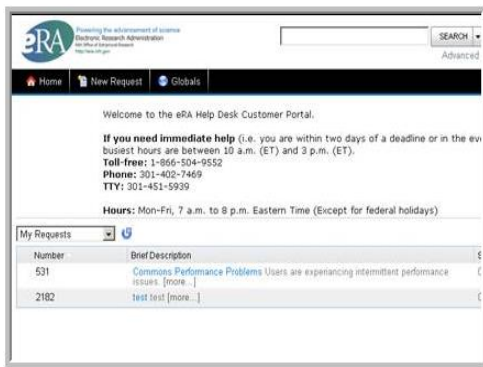 eRA
Powering the advancement of science
Electronic Research Administration
SEARCH
Advanced
Home New Request Globals
Welcome to the eRA Help Desk Customer Portal.
If you need immediate help (i.e. you are within two days of a deadline or in the eve
busiest hours are between 10 a.m. (ET) and 3 p.m. (ET).
Toll-free: 1-866-504-9552
Phone: 301-402-7469
TTY: 301-451-5939
Hours: Mon-Fri, 7 a.m. to 8 p.m. Eastern Time (Except for federal holidays)
My Requests
Number Brief Description S
531 Commons Performance Problems Users are experiancing intermittent performance
issues. [more...]
2182 test test [more...]